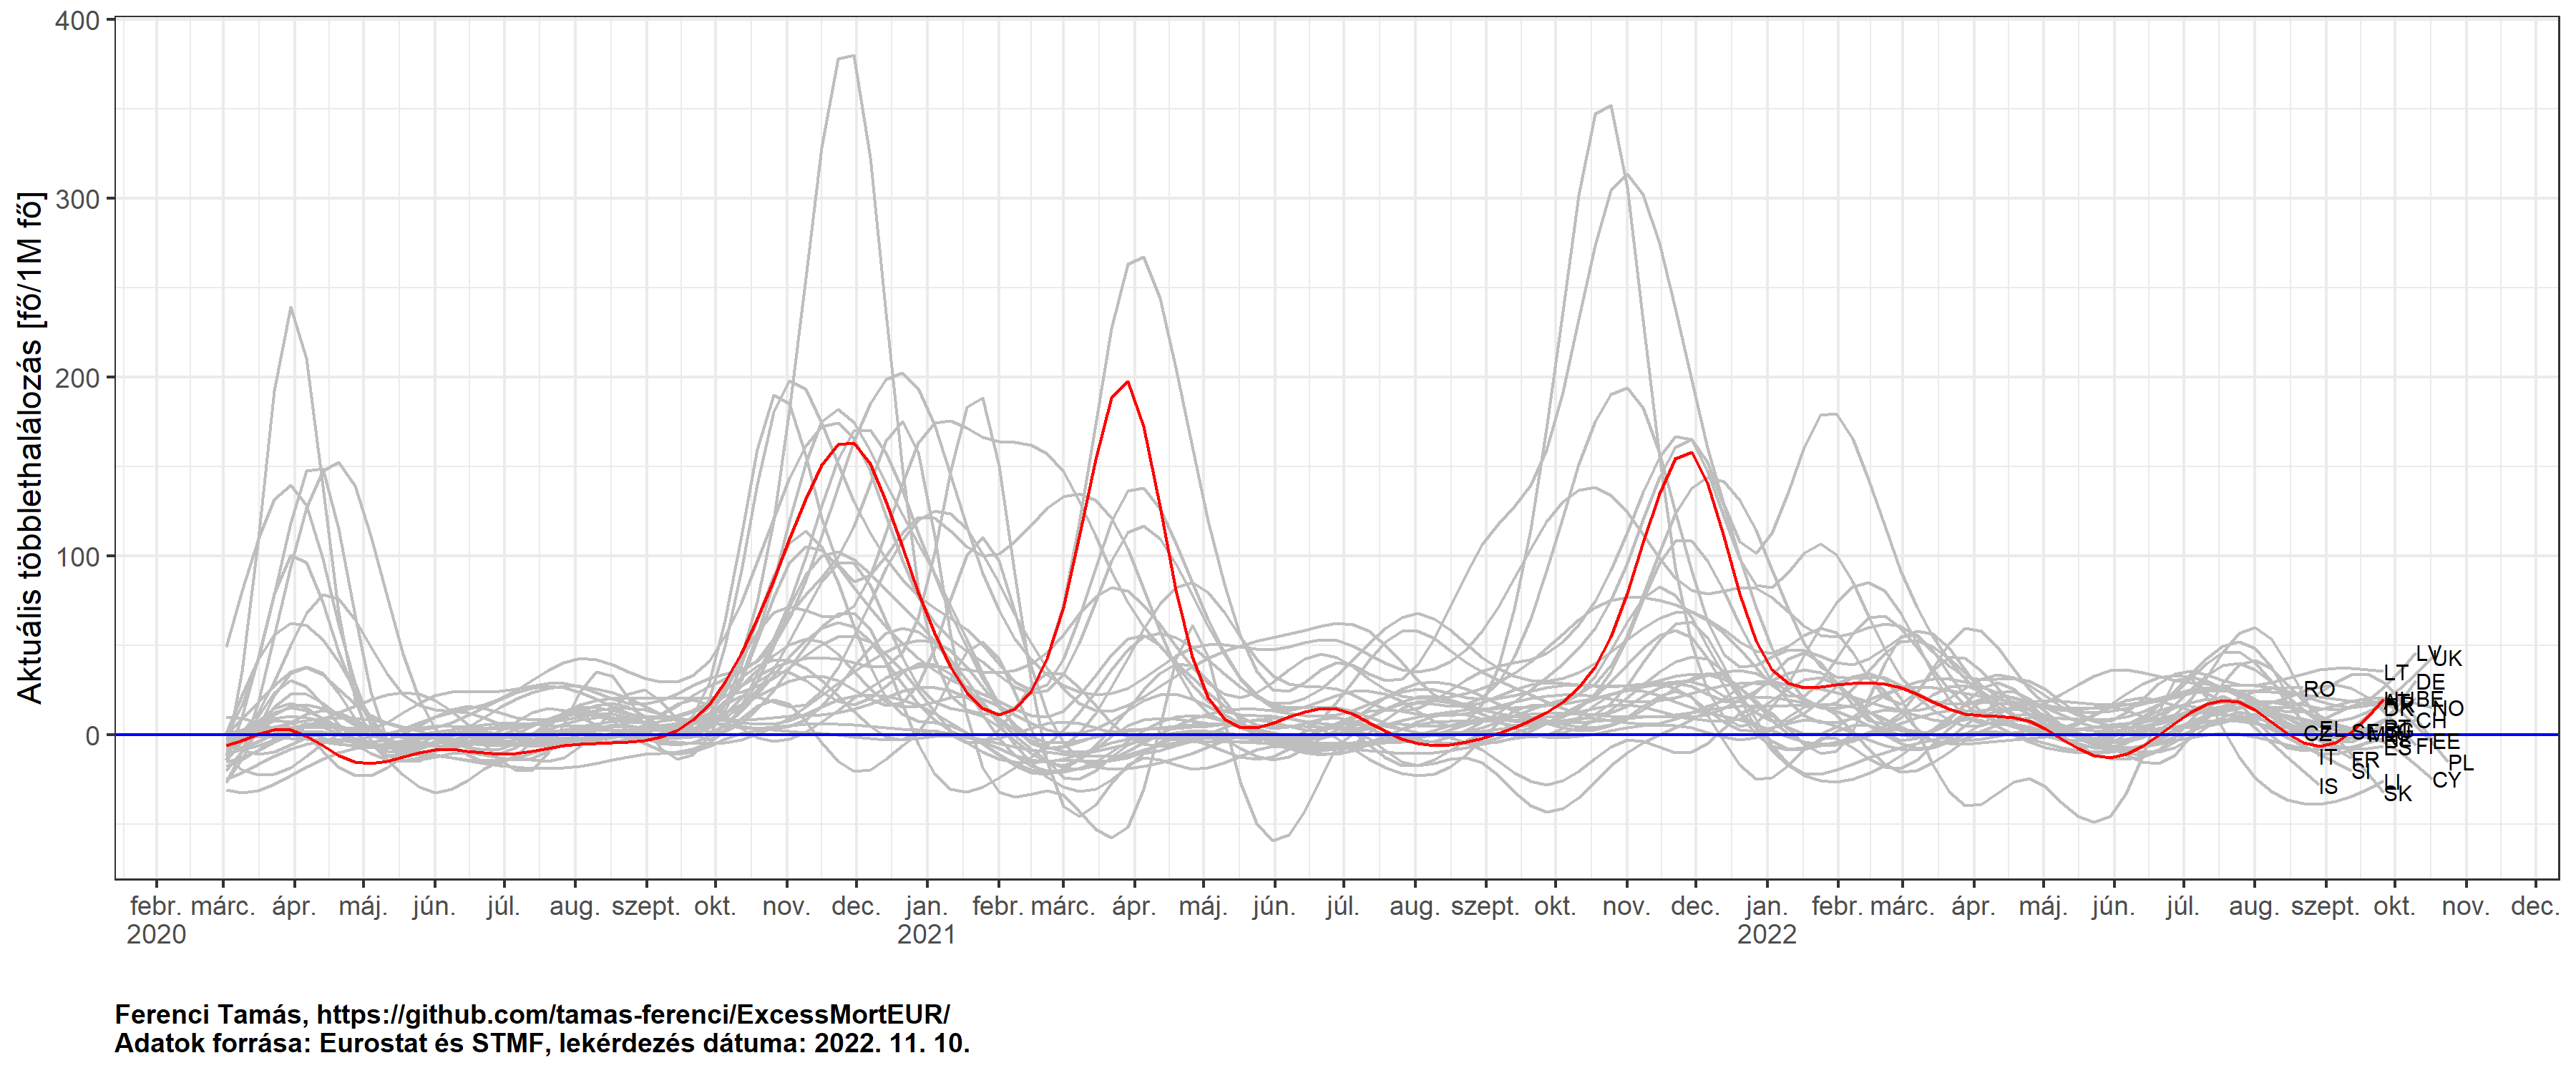 Aktuális többlethalálozás [fő/1M fő]
400
300
200
100
0
LV
UK
LT
DE
RO
BE
NO
CH
EL
CZ
SE
EE
FI
ES
IT
FR
PL
SI
CY
IS
LI
SK
febr. márc. ápr. máj. jún. júl. aug. szept. okt. nov. dec. jan. febr. márc. ápr. máj. jún. júl. aug. szept. okt. nov. dec. jan. febr. márc. ápr. máj. jún. júl. aug. szept. okt. nov. dec.
2020 2021 2022
Ferenci Tamás, https://github.com/tamas-ferenci/ExcessMortEUR/
Adatok forrása: Eurostat és STMF, lekérdezés dátuma: 2022. 11. 10.